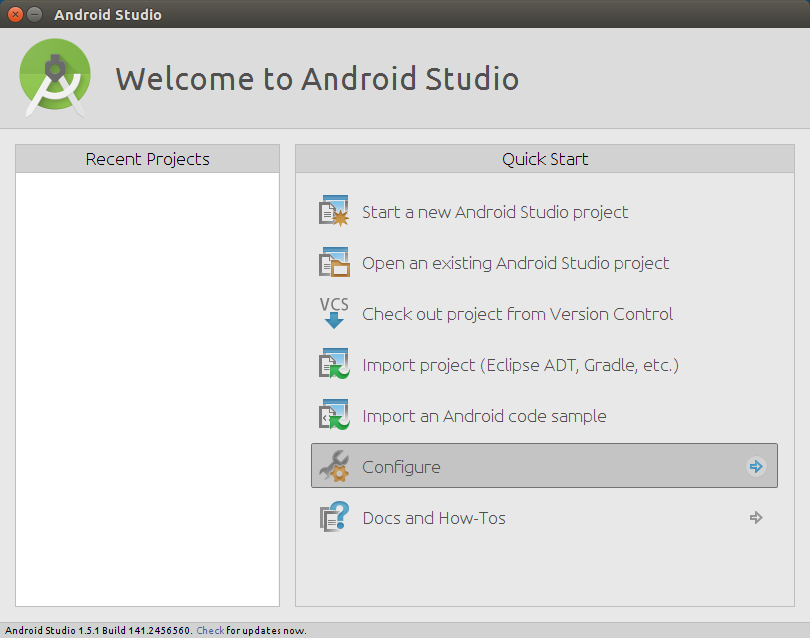 Android Studio
Welcome to Android Studio
Recent Projects
Quick Start
Start a new Android Studio project
Open an existing Android Studio project
VCS
Check out project from Version Control
Import project (Eclipse ADT, Gradle, etc.)
Import an Android code sample
Configure
Docs and How-Tos
Android Studio 1.5.1 Build 141.2456560. Check for updates now.